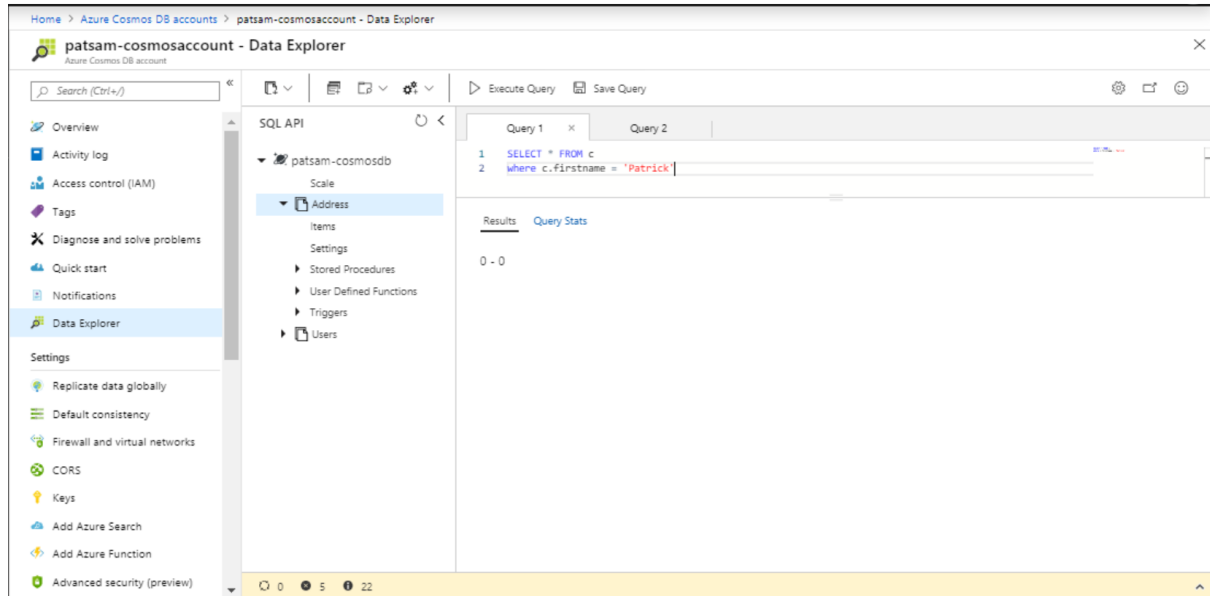 Home > Azure Cosmos DB accounts > patsam-cosmosaccount - Data Explorer
patsam-cosmosaccount - Data Explorer
Azure Cosmos DB account
Search (Ctrl+/)
Overview
Activity log
Access control (IAM)
Tags
Diagnose and solve problems
Quick start
Notifications
Data Explorer
Settings
Replicate data globally
Default consistency
Firewall and virtual networks
CORS
Keys
Add Azure Search
Add Azure Function
Advanced security (preview)
Execute Query Save Query
SQL API
patsam-cosmosdb
Scale
Address
Items
Settings
Stored Procedures
User Defined Functions
Triggers
Users
Query 1 Query 2
1 SELECT * FROM c
2 where c.firstname = 'Patrick'
Results Query Stats
0 - 0
0 5 22